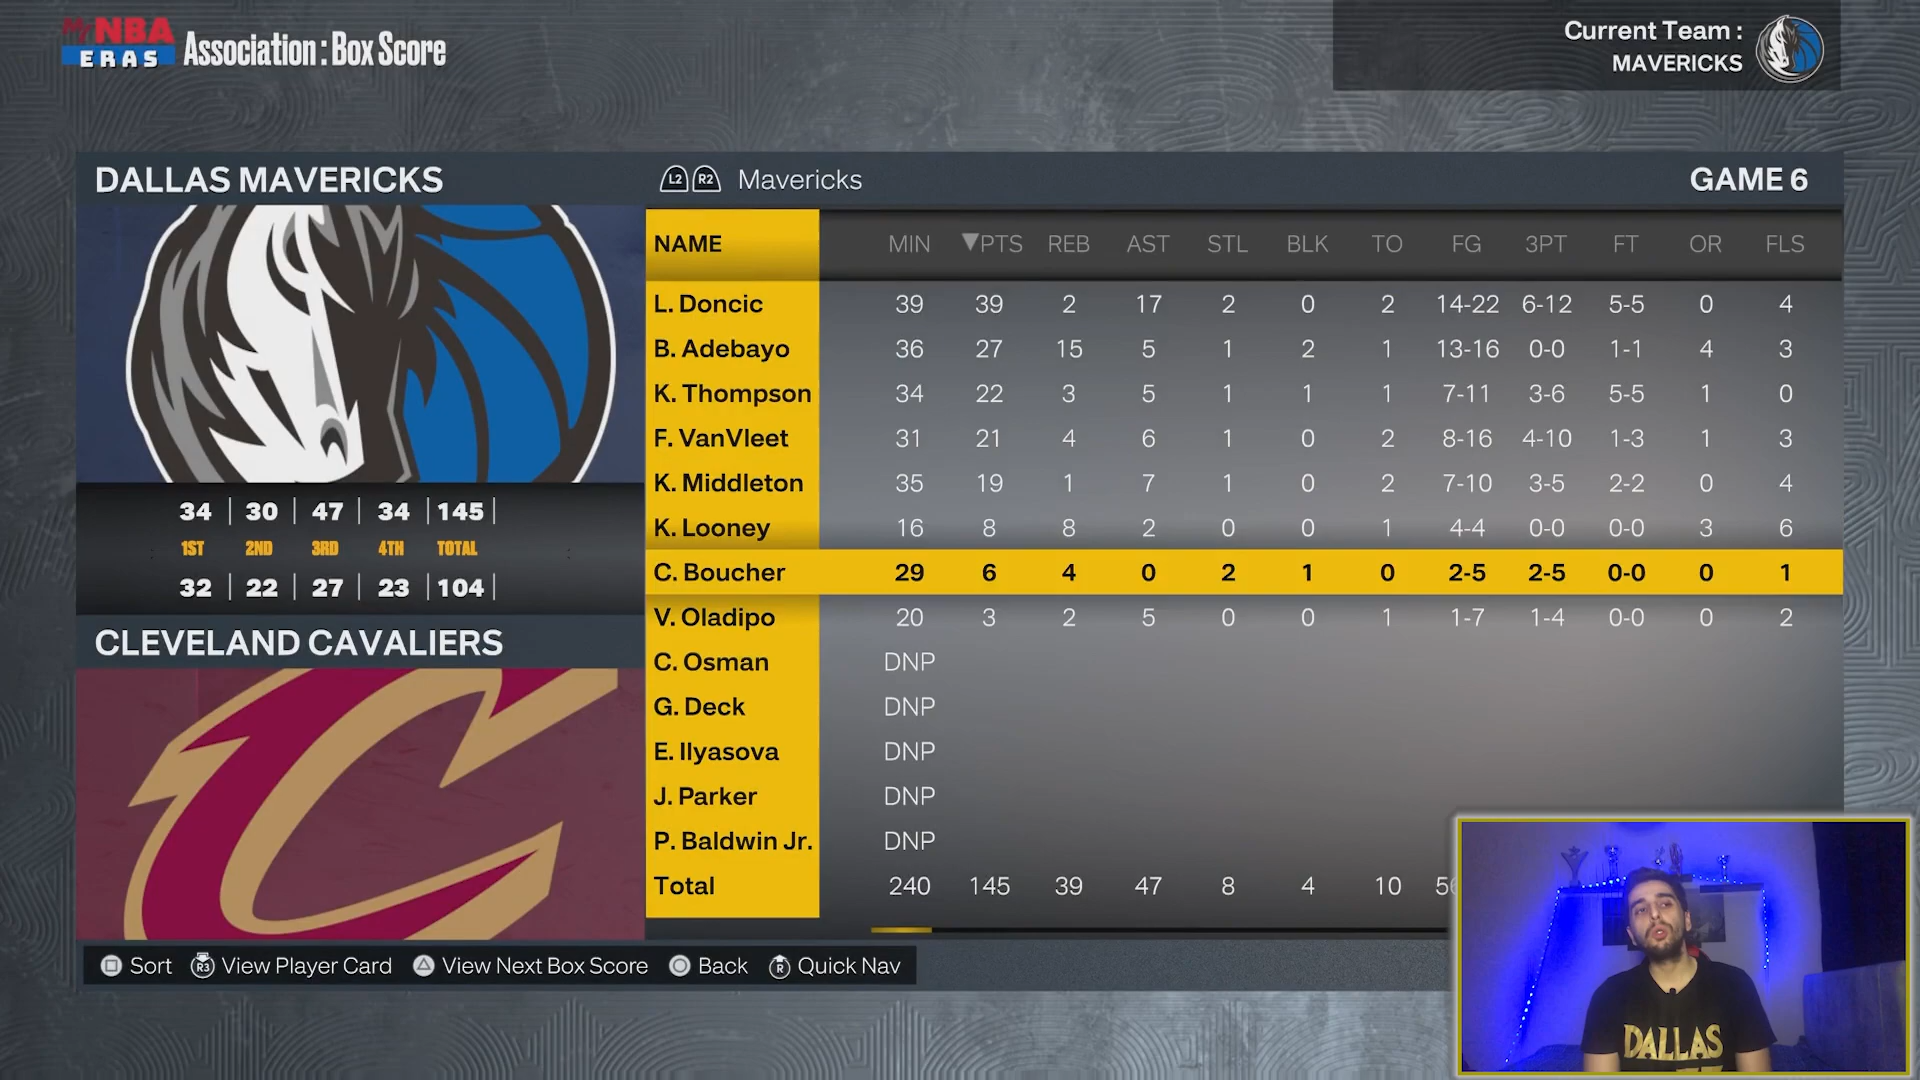 MyNBA ERAS Association : Box Score
Current Team :
MAVERICKS
DALLAS MAVERICKS
34 | 30 | 47 | 34 | 145 |
1ST 2ND 3RD 4TH TOTAL
32 | 22 | 27 | 23 | 104 |
CLEVELAND CAVALIERS
L2 R2 Mavericks GAME 6
NAME MIN ▼PTS REB AST STL BLK TO FG 3PT FT OR FLS
L. Doncic 39 39 2 17 2 0 2 14-22 6-12 5-5 0 4
B. Adebayo 36 27 15 5 1 2 1 13-16 0-0 1-1 4 3
K. Thompson 34 22 3 5 1 1 1 7-11 3-6 5-5 1 0
F. VanVleet 31 21 4 6 1 0 2 8-16 4-10 1-3 1 3
K. Middleton 35 19 1 7 1 0 2 7-10 3-5 2-2 0 4
K. Looney 16 8 8 2 0 0 1 4-4 0-0 0-0 3 6
C. Boucher 29 6 4 0 2 1 0 2-5 2-5 0-0 0 1
V. Oladipo 20 3 2 5 0 0 1 1-7 1-4 0-0 0 2
C. Osman DNP
G. Deck DNP
E. Ilyasova DNP
J. Parker DNP
P. Baldwin Jr. DNP
Total 240 145 39 47 8 4 10
Sort R3 View Player Card View Next Box Score Back R Quick Nav
DALLAS